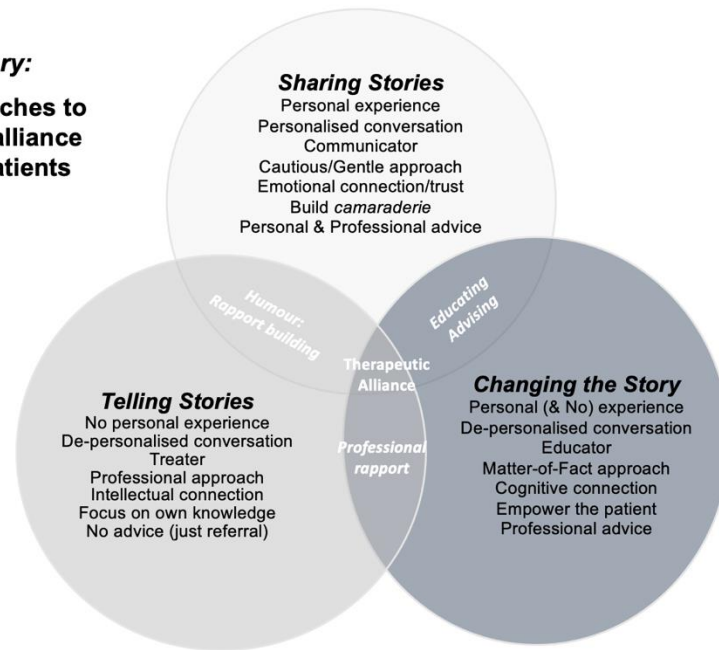 ry:
ches to
alliance
atients
Sharing Stories
Personal experience
Personalised conversation
Communicator
Cautious/Gentle approach
Emotional connection/trust
Build camaraderie
Personal & Professional advice
Humour:
Rapport building
Educating
Advising
Therapeutic
Alliance
Professional
rapport
Telling Stories
No personal experience
De-personalised conversation
Treater
Professional approach
Intellectual connection
Focus on own knowledge
No advice (just referral)
Changing the Story
Personal (& No) experience
De-personalised conversation
Educator
Matter-of-Fact approach
Cognitive connection
Empower the patient
Professional advice